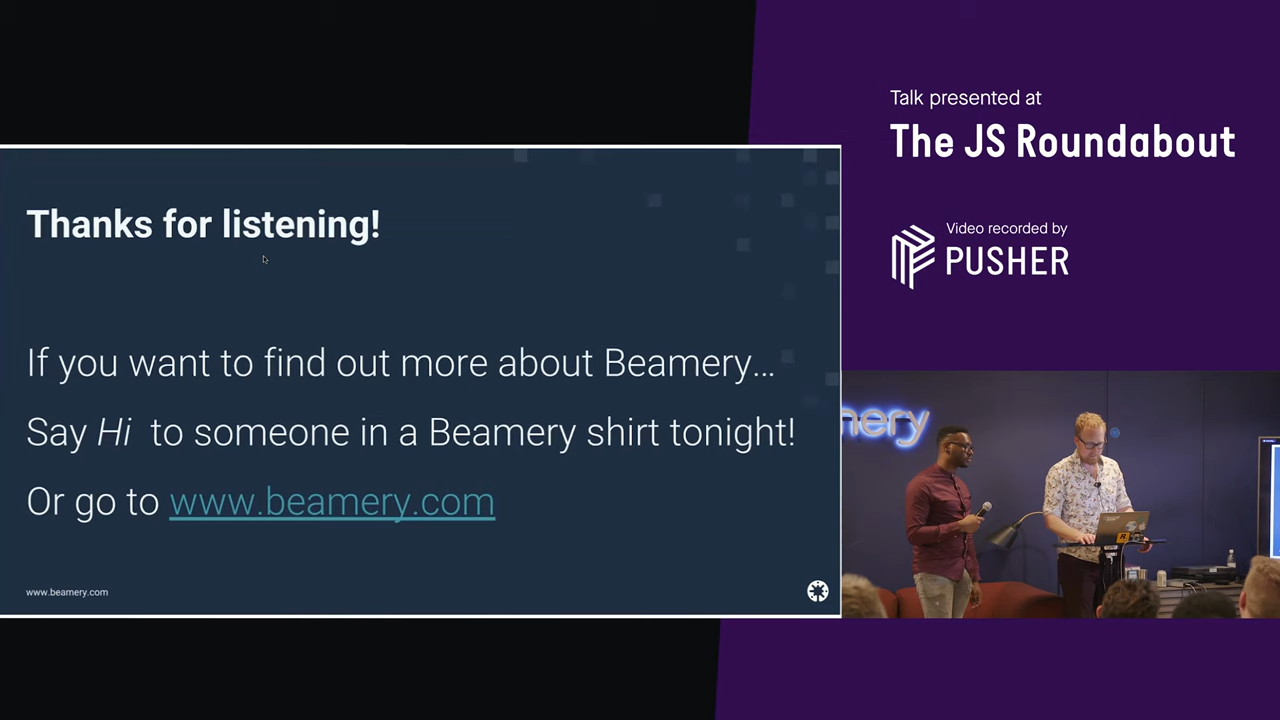 Talk presented at
The JS Roundabout
Video recorded by
PUSHER
Thanks for listening!
If you want to find out more about Beamery...
Say Hi to someone in a Beamery shirt tonight!
Or go to www.beamery.com
www.beamery.com
mery